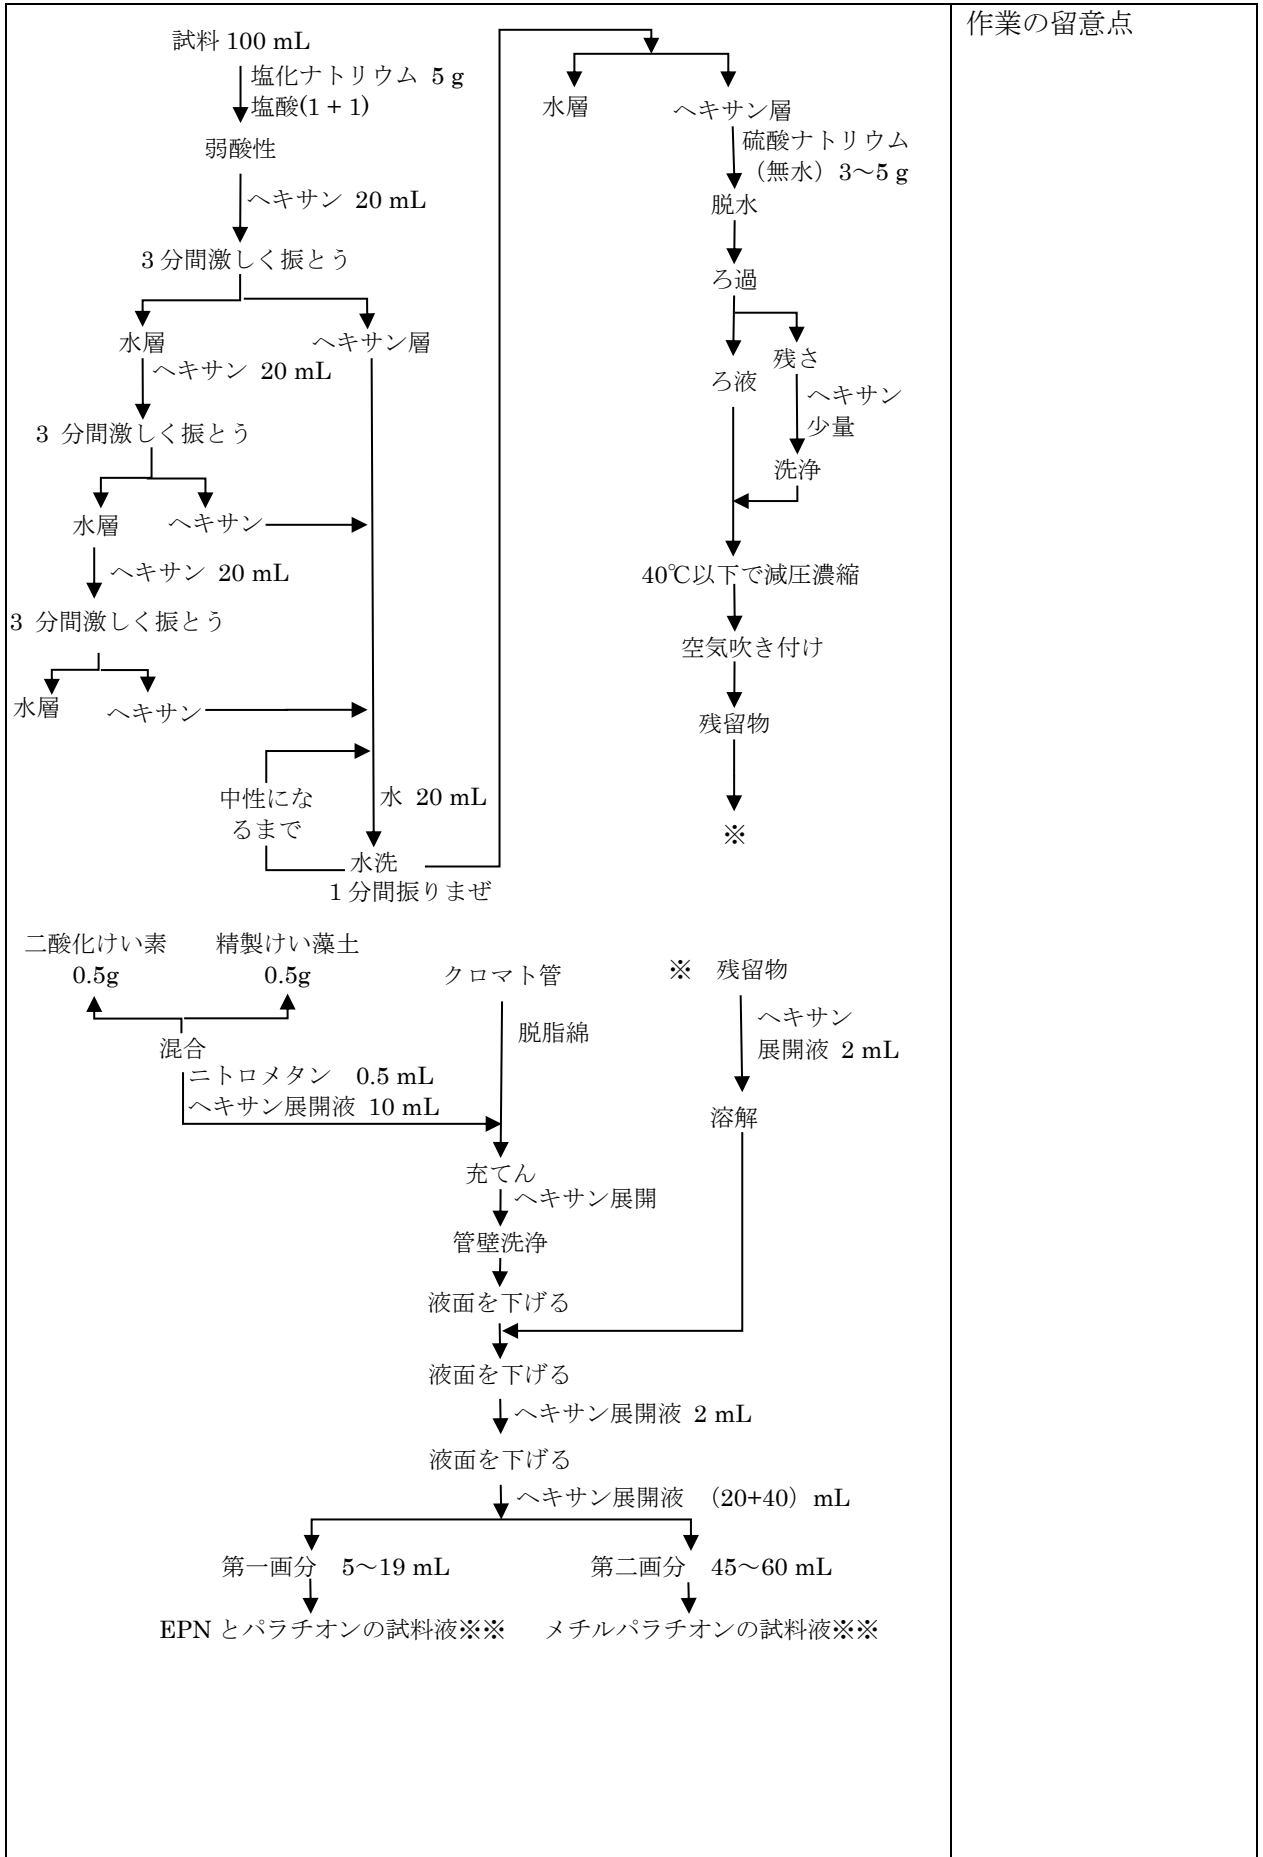 作業の留意点
試料 100 mL
塩化ナトリウム 5 g
塩酸(1 + 1)
弱酸性
ヘキサン 20 mL
3 分間激しく振とう
水層
ヘキサン層
ヘキサン 20 mL
3 分間激しく振とう
水層
ヘキサン
ヘキサン 20 mL
3 分間激しく振とう
水層
ヘキサン
中性にな
るまで
水 20 mL
水洗
1 分間振りまぜ
水層
ヘキサン層
硫酸ナトリウム
（無水）3～5 g
脱水
ろ過
ろ液
残さ
ヘキサン
少量
洗浄
40℃以下で減圧濃縮
空気吹き付け
残留物
※
二酸化けい素
0.5g
精製けい藻土
0.5g
混合
ニトロメタン 0.5 mL
ヘキサン展開液 10 mL
クロマト管
脱脂綿
※ 残留物
ヘキサン
展開液 2 mL
溶解
充てん
ヘキサン展開
管壁洗浄
液面を下げる
液面を下げる
ヘキサン展開液 2 mL
液面を下げる
ヘキサン展開液 （20+40）mL
第一画分 5～19 mL
第二画分 45～60 mL
EPN とパラチオンの試料液※※
メチルパラチオンの試料液※※